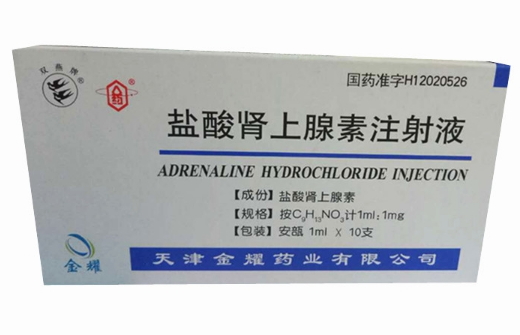 双燕牌
药
国药准字H12020526
盐酸肾上腺素注射液
ADRENALINE HYDROCHLORIDE INJECTION
【成份】盐酸肾上腺素
【规格】按C₉H₁₃NO₃计1ml:1mg
【包装】安瓿 1ml X 10支
金耀
天津金耀药业有限公司